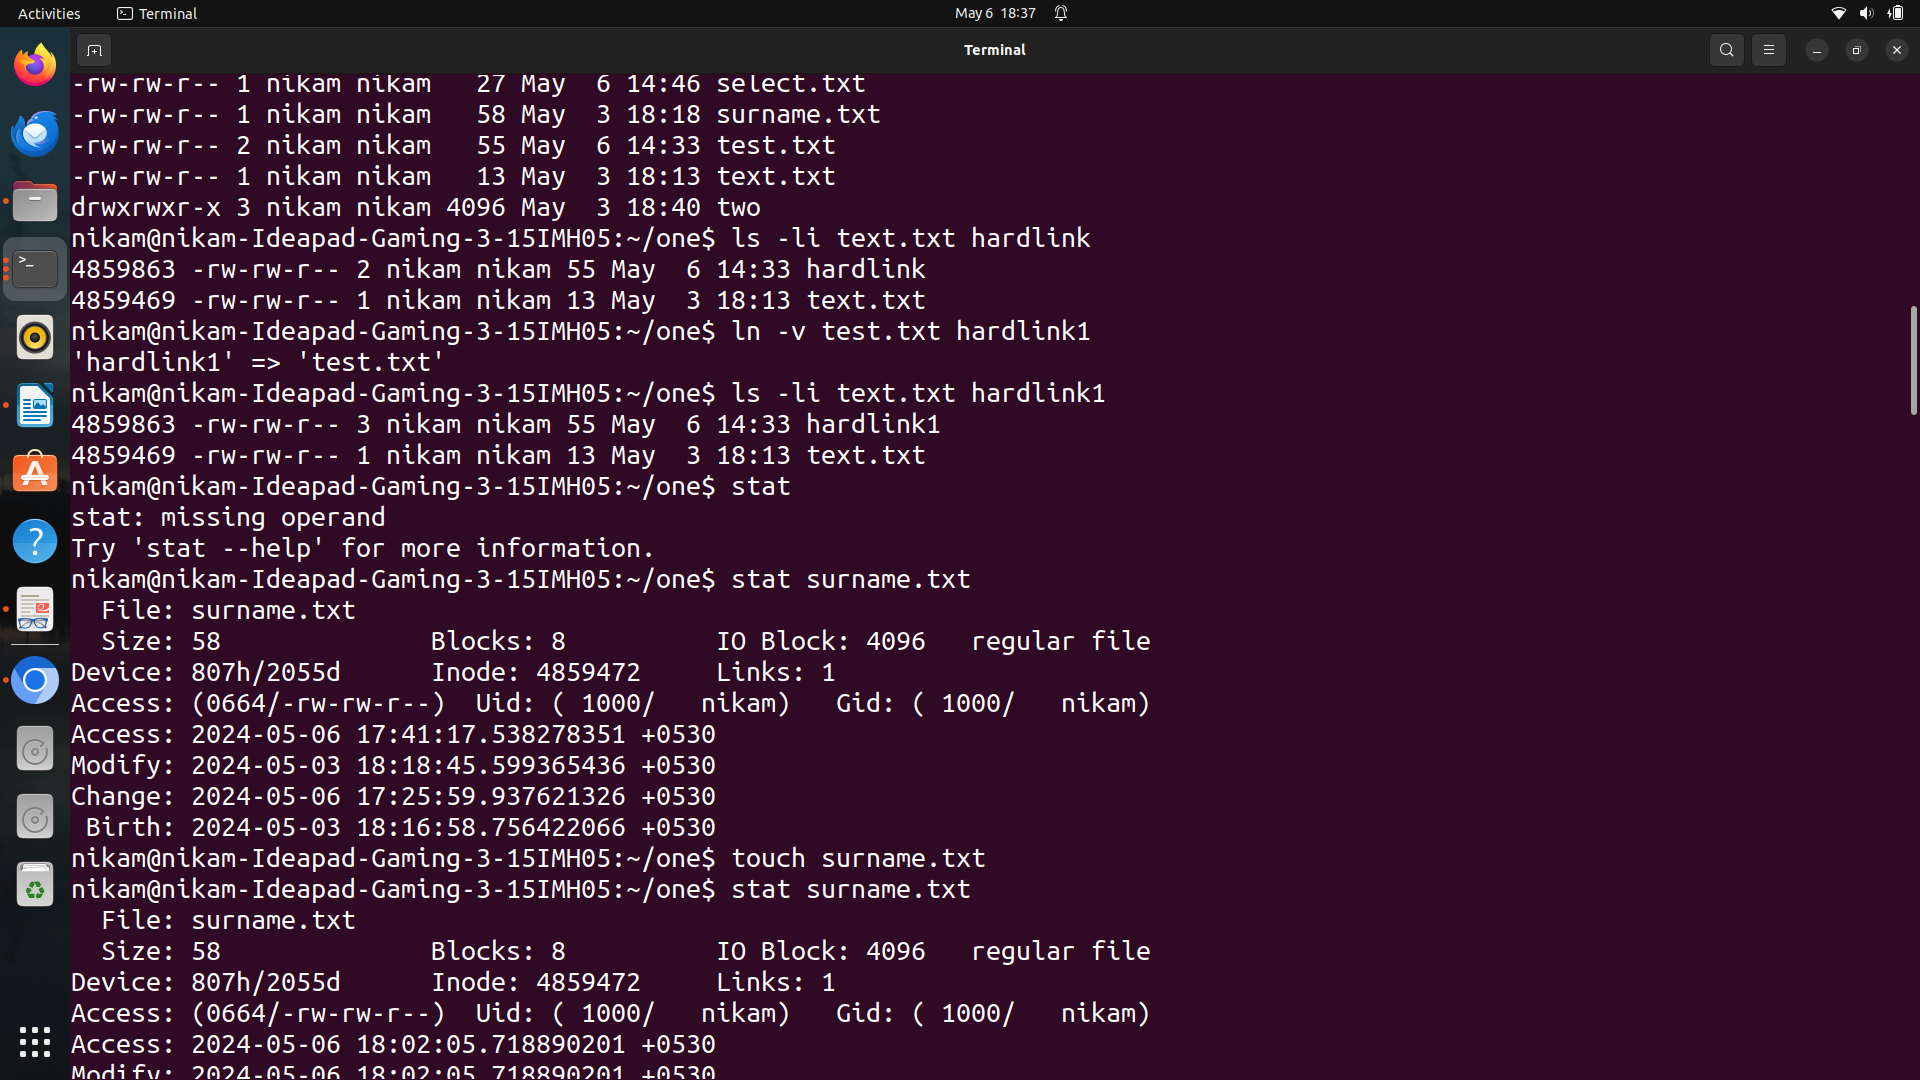 Activities Terminal May 6 18:37
Terminal
-rw-rw-r-- 1 nikam nikam   27 May  6 14:46 select.txt
-rw-rw-r-- 1 nikam nikam   58 May  3 18:18 surname.txt
-rw-rw-r-- 2 nikam nikam   55 May  6 14:33 test.txt
-rw-rw-r-- 1 nikam nikam   13 May  3 18:13 text.txt
drwxrwxr-x 3 nikam nikam 4096 May  3 18:40 two
nikam@nikam-Ideapad-Gaming-3-15IMH05:~/one$ ls -li text.txt hardlink
4859863 -rw-rw-r-- 2 nikam nikam 55 May  6 14:33 hardlink
4859469 -rw-rw-r-- 1 nikam nikam 13 May  3 18:13 text.txt
nikam@nikam-Ideapad-Gaming-3-15IMH05:~/one$ ln -v test.txt hardlink1
'hardlink1' => 'test.txt'
nikam@nikam-Ideapad-Gaming-3-15IMH05:~/one$ ls -li text.txt hardlink1
4859863 -rw-rw-r-- 3 nikam nikam 55 May  6 14:33 hardlink1
4859469 -rw-rw-r-- 1 nikam nikam 13 May  3 18:13 text.txt
nikam@nikam-Ideapad-Gaming-3-15IMH05:~/one$ stat
stat: missing operand
Try 'stat --help' for more information.
nikam@nikam-Ideapad-Gaming-3-15IMH05:~/one$ stat surname.txt
  File: surname.txt
  Size: 58              Blocks: 8          IO Block: 4096   regular file
Device: 807h/2055d      Inode: 4859472     Links: 1
Access: (0664/-rw-rw-r--)  Uid: ( 1000/   nikam)   Gid: ( 1000/   nikam)
Access: 2024-05-06 17:41:17.538278351 +0530
Modify: 2024-05-03 18:18:45.599365436 +0530
Change: 2024-05-06 17:25:59.937621326 +0530
 Birth: 2024-05-03 18:16:58.756422066 +0530
nikam@nikam-Ideapad-Gaming-3-15IMH05:~/one$ touch surname.txt
nikam@nikam-Ideapad-Gaming-3-15IMH05:~/one$ stat surname.txt
  File: surname.txt
  Size: 58              Blocks: 8          IO Block: 4096   regular file
Device: 807h/2055d      Inode: 4859472     Links: 1
Access: (0664/-rw-rw-r--)  Uid: ( 1000/   nikam)   Gid: ( 1000/   nikam)
Access: 2024-05-06 18:02:05.718890201 +0530
Modify: 2024-05-06 18:02:05.718890201 +0530